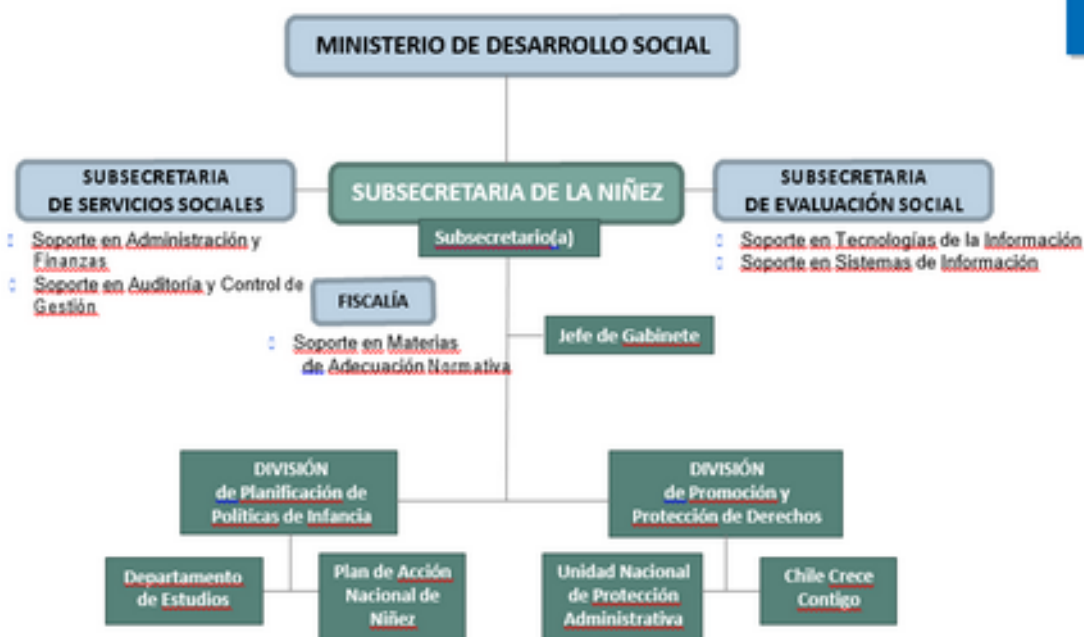 MINISTERIO DE DESARROLLO SOCIAL
SUBSECRETARIA
DE SERVICIOS SOCIALES
Soporte en Administración y
Finanzas
Soporte en Auditoría y Control de
Gestión
SUBSECRETARIA DE LA NIÑEZ
Subsecretario(a)
SUBSECRETARIA
DE EVALUACIÓN SOCIAL
Soporte en Tecnologías de la Información
Soporte en Sistemas de Información
FISCALÍA
Soporte en Materias
de Adecuación Normativa
Jefe de Gabinete
DIVISIÓN
de Planificación de
Políticas de Infancia
DIVISIÓN
de Promoción y
Protección de Derechos
Departamento
de Estudios
Plan de Acción
Nacional de
Niñez
Unidad Nacional
de Protección
Administrativa
Chile Crece
Contigo